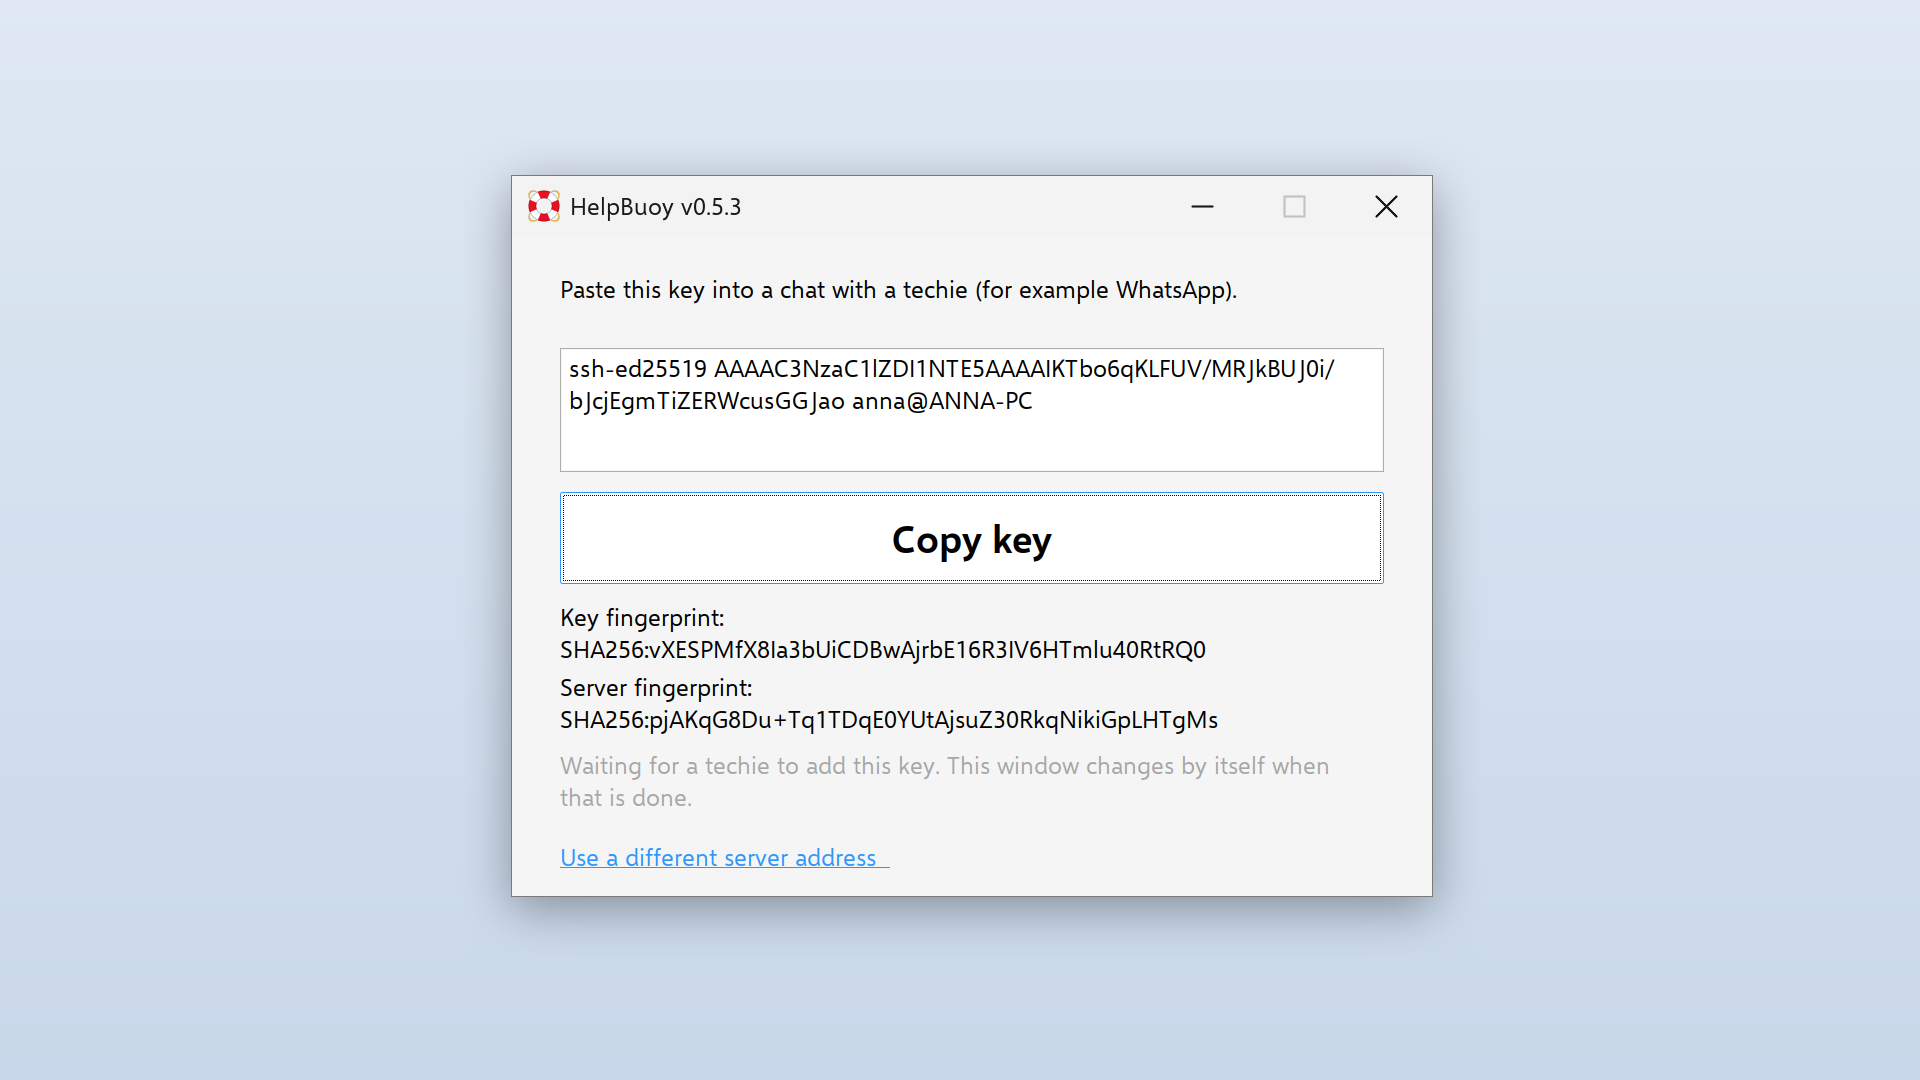 HelpBuoy v0.5.3
Paste this key into a chat with a techie (for example WhatsApp).
ssh-ed25519 AAAAC3NzaC1lZDI1NTE5AAAAIKTbo6qKLFUV/MRJkBUJ0i/
bJcjEgmTiZERWcusGGJao anna@ANNA-PC
Copy key
Key fingerprint:
SHA256:vXESPMfX8Ia3bUiCDBwAjrbE16R3IV6HTmlu40RtRQ0
Server fingerprint:
SHA256:pjAKqG8Du+Tq1TDqE0YUtAjsuZ30RkqNikiGpLHTgMs
Waiting for a techie to add this key. This window changes by itself when
that is done.
Use a different server address